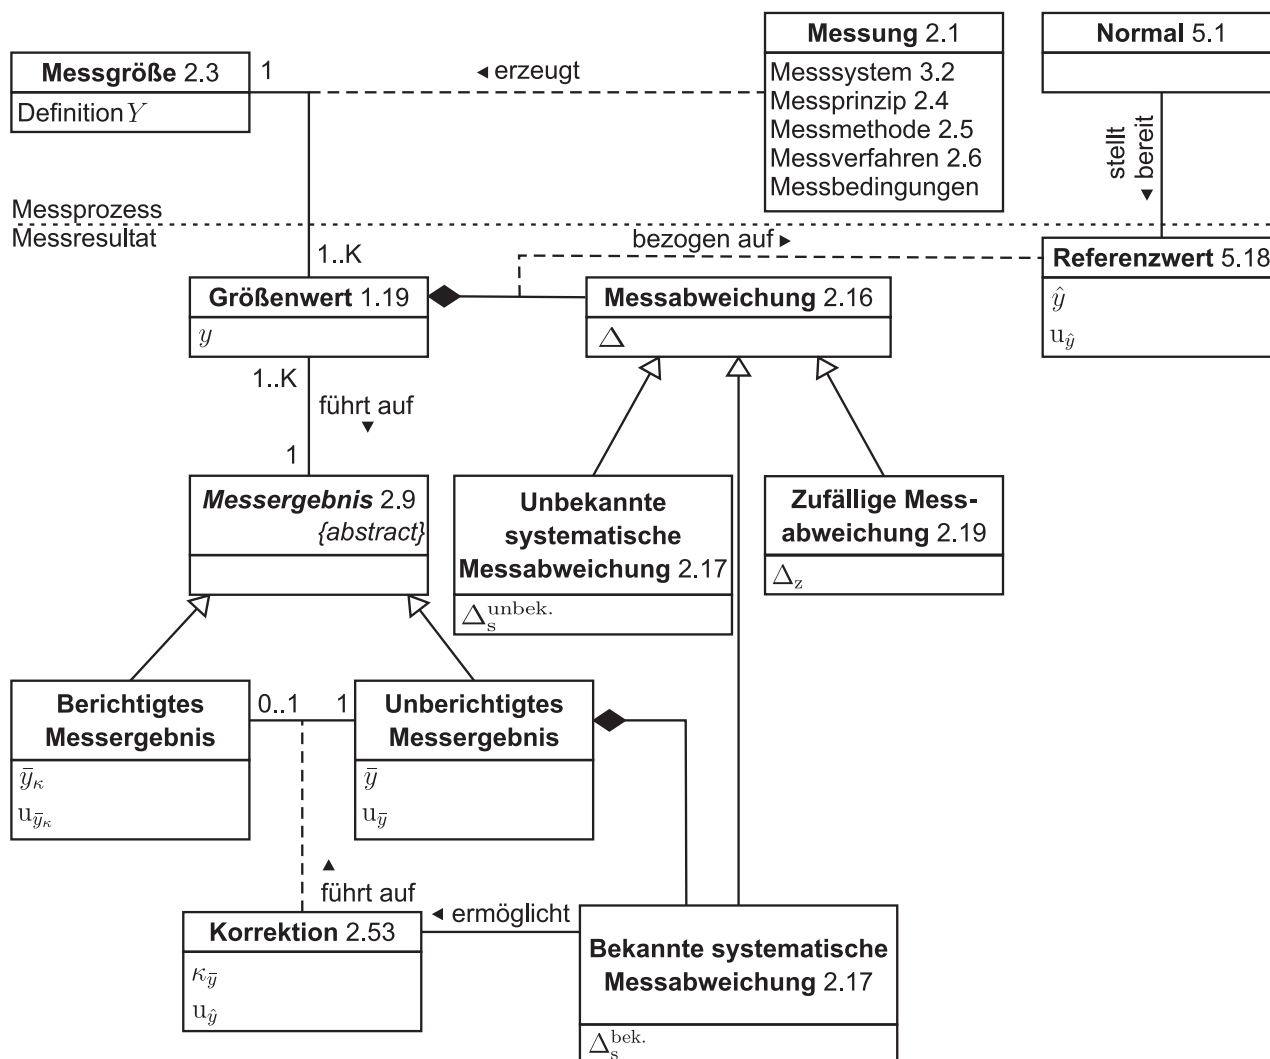 Messung 2.1
Normal 5.1
Messgröße 2.3
1
◂ erzeugt
Messsystem 3.2
Messprinzip 2.4
Messmethode 2.5
Messverfahren 2.6
Messbedingungen
Definition Y
stellt
◂ bereit
Messprozess
Messresultat
1..K
bezogen auf ▸
Referenzwert 5.18
ŷ
u_ŷ
Größenwert 1.19
y
Messabweichung 2.16
Δ
1..K
führt auf
▾
1
Messergebnis 2.9
{abstract}
Unbekannte
systematische
Messabweichung 2.17
Δ_s^unbek.
Zufällige Mess-
abweichung 2.19
Δ_z
Berichtigtes
Messergebnis
ȳ_κ
u_ȳ_κ
0..1
1
Unberichtigtes
Messergebnis
ȳ
u_ȳ
▴
führt auf
◂ ermöglicht
Korrektion 2.53
κ_ȳ
u_ŷ
Bekannte systematische
Messabweichung 2.17
Δ_s^bek.